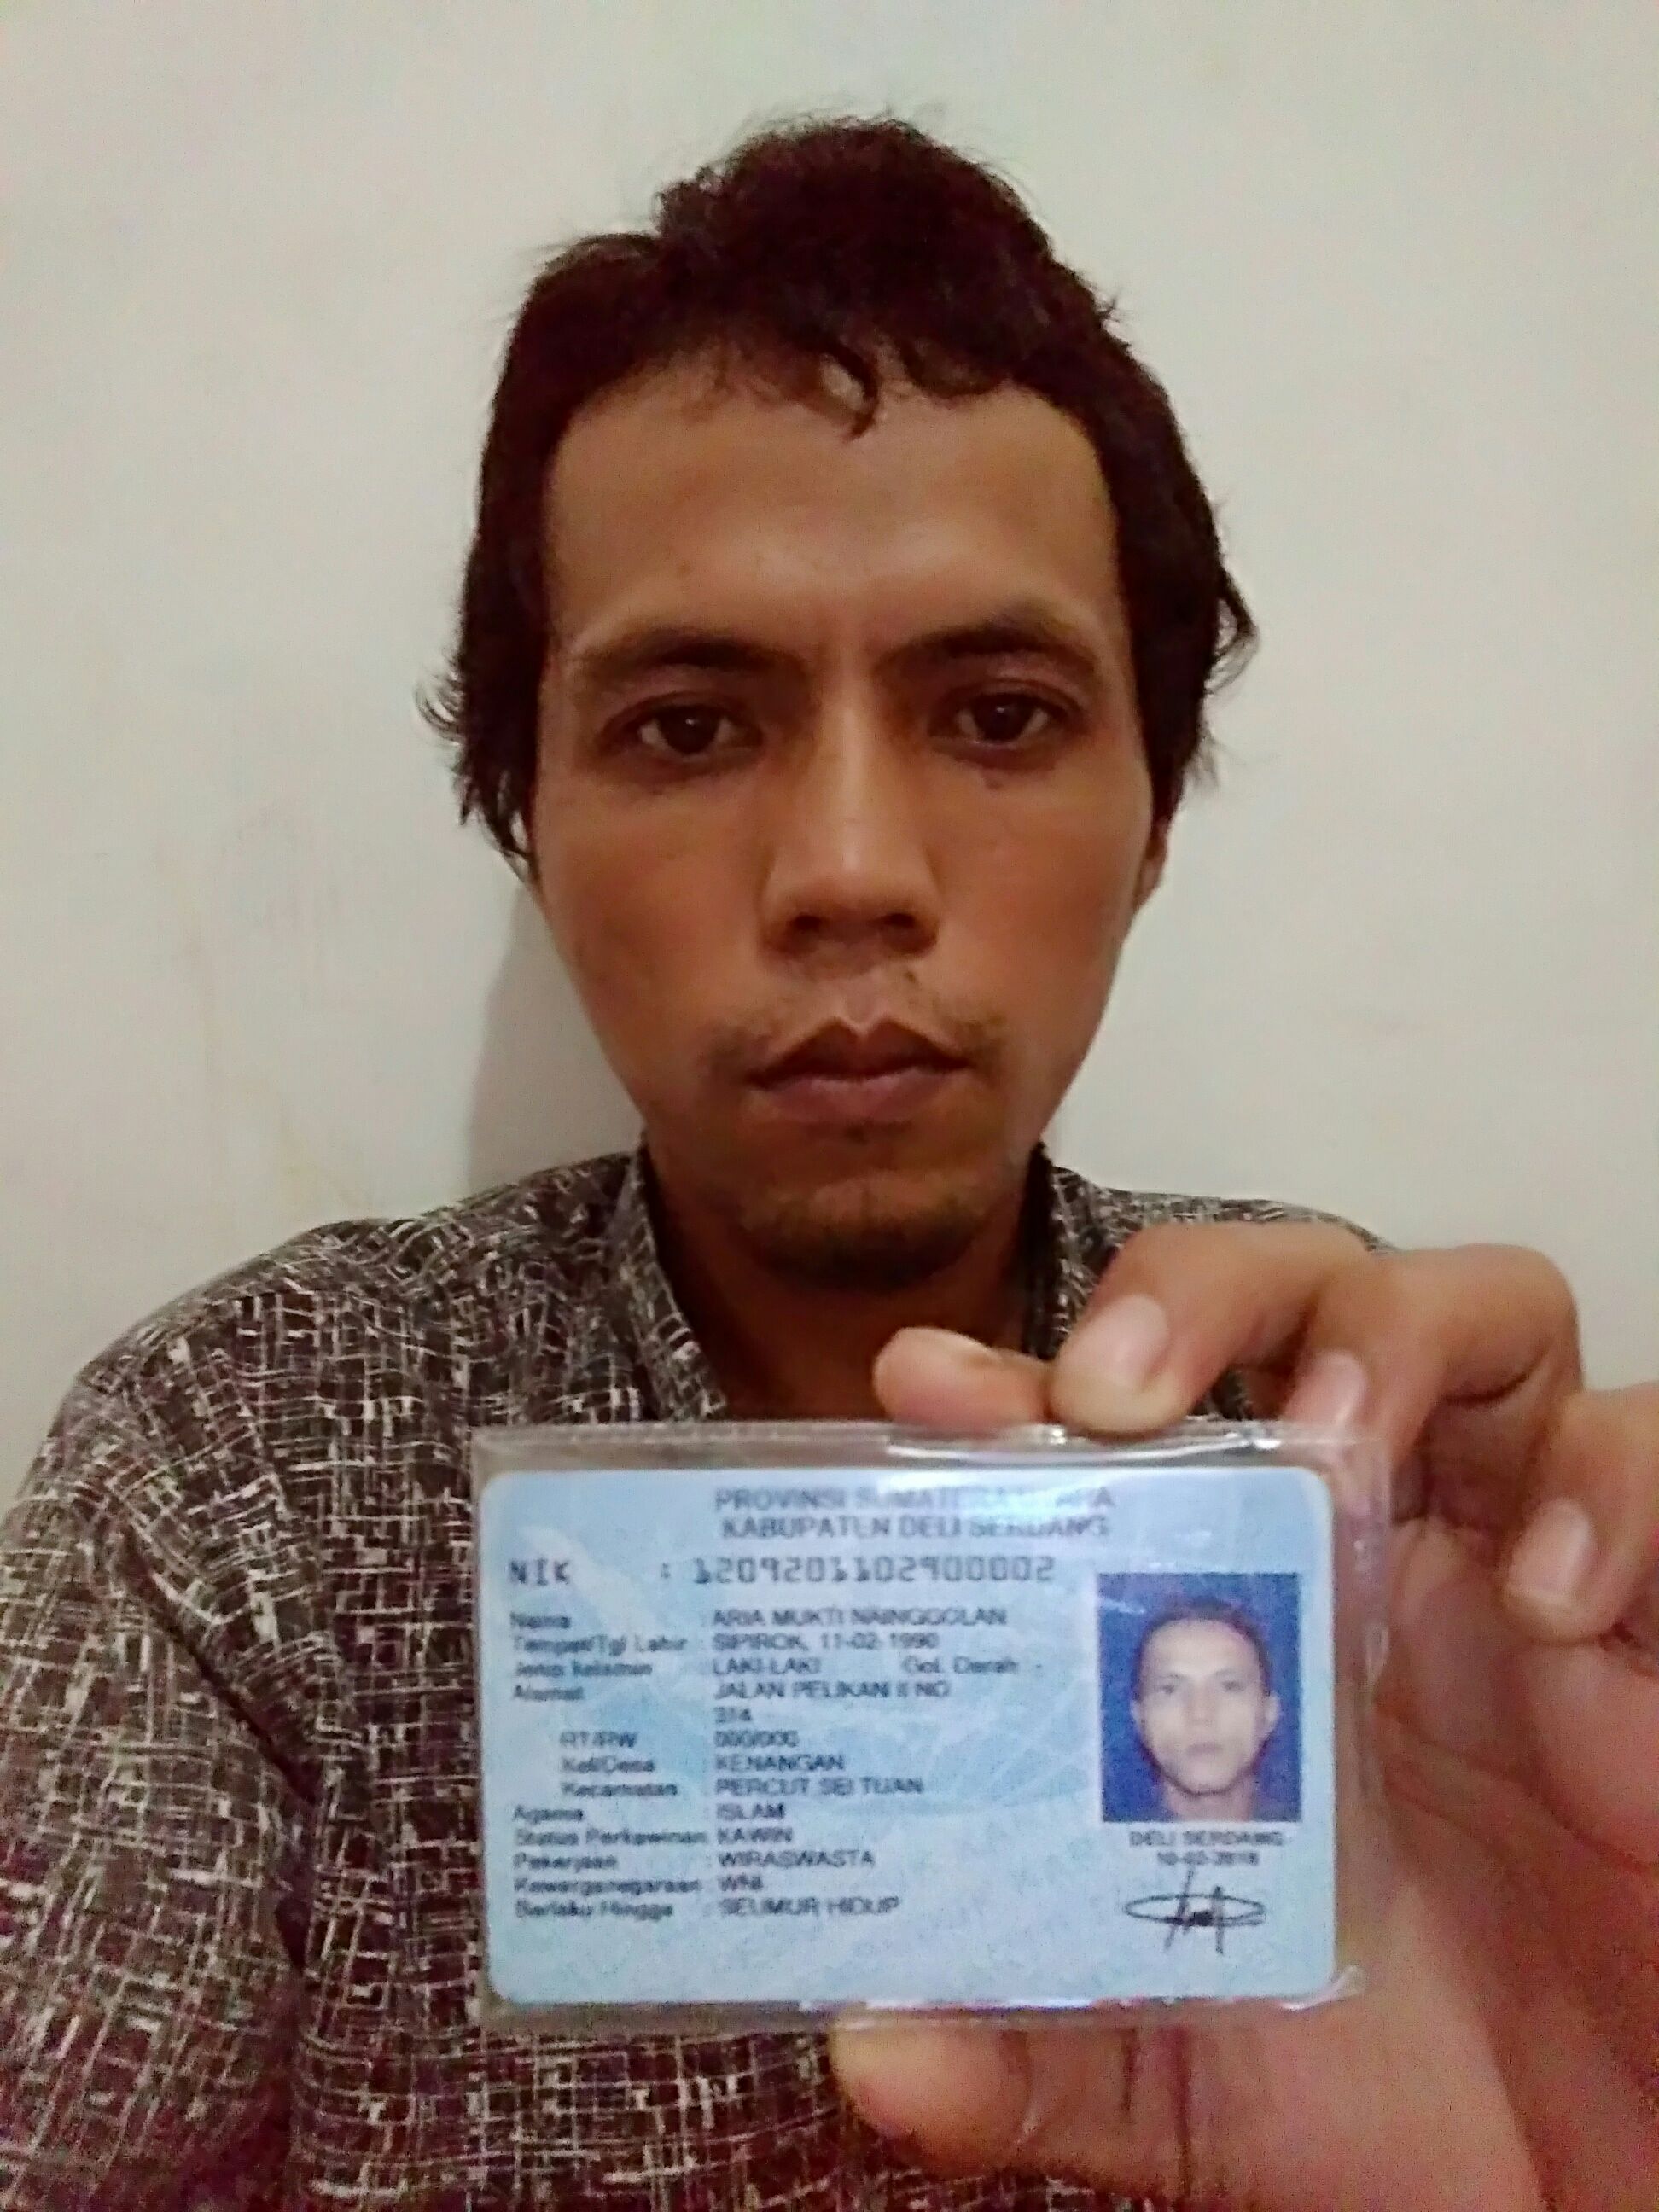 PROVINSI SUMATERA UTARA
KABUPATEN DELI SERDANG
NIK : 1209201102900002
Nama : ARIA MUKTI NAINGGOLAN
Tempat/Tgl Lahir : SIPIROK, 11-02-1990
Jenis kelamin : LAKI-LAKI Gol. Darah : -
Alamat : JALAN PELIKAN II NO
314
RT/RW : 000/000
Kel/Desa : KENANGAN
Kecamatan : PERCUT SEI TUAN
Agama : ISLAM
Status Perkawinan: KAWIN
Pekerjaan : WIRASWASTA
Kewarganegaraan : WNI
Berlaku Hingga : SEUMUR HIDUP
DELI SERDANG